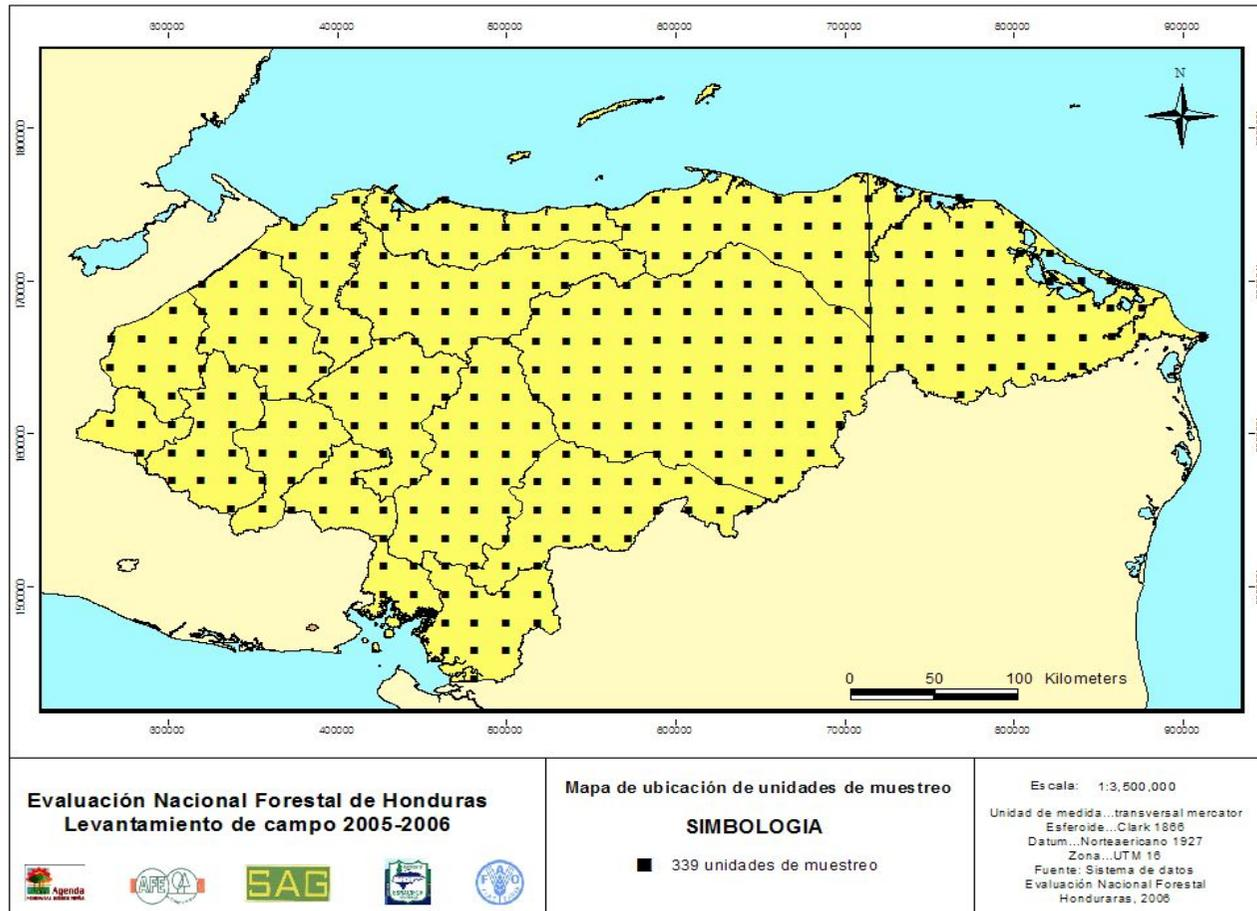 300000 400000 500000 600000 700000 800000 900000
1800000
1700000
1600000
1500000
N
0 50 100 Kilometers
300000 400000 500000 600000 700000 800000 900000
Evaluación Nacional Forestal de Honduras
Levantamiento de campo 2005-2006
Agenda
AFE
SAG
FAO
Mapa de ubicación de unidades de muestreo
SIMBOLOGIA
339 unidades de muestreo
Escala: 1:3,500,000
Unidad de medida...transversal mercator
Esferoide...Clark 1866
Datum...Norteaericano 1927
Zona...UTM 16
Fuente: Sistema de datos
Evaluación Nacional Forestal
Honduraras, 2006